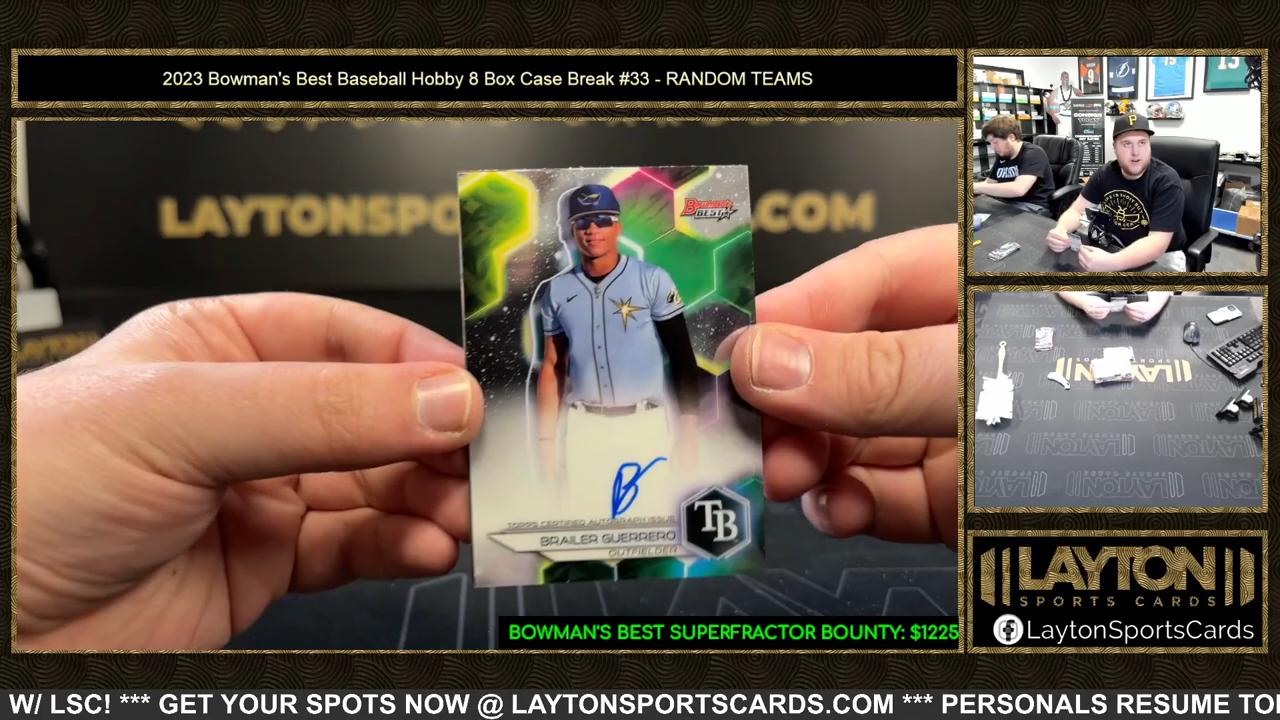 2023 Bowman's Best Baseball Hobby 8 Box Case Break #33 - RANDOM TEAMS
Bowman's
BEST
TOPPS CERTIFIED AUTOGRAPH ISSUE
BRAILER GUERRERO
OUTFIELDER
TB
BOWMAN'S BEST SUPERFRACTOR BOUNTY: $1225
P
LAYTON
LAYTON
SPORTS CARDS
LaytonSportsCards
W/ LSC! *** GET YOUR SPOTS NOW @ LAYTONSPORTSCARDS.COM *** PERSONALS RESUME TO